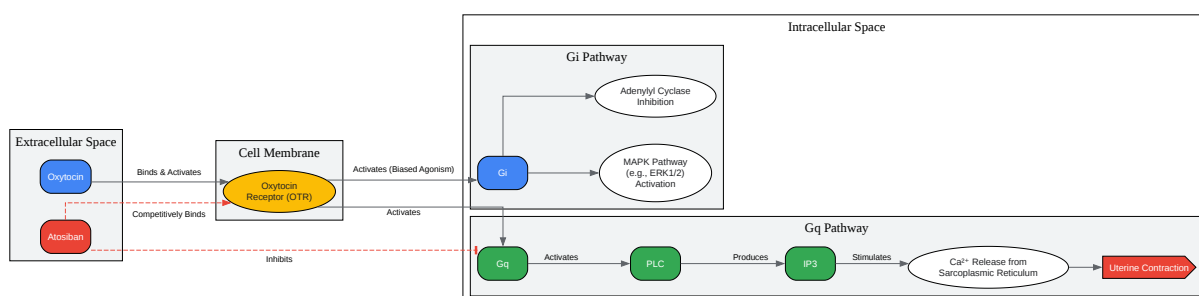 Intracellular Space
Gi Pathway
Adenylyl Cyclase
Inhibition
Extracellular Space
Cell Membrane
MAPK Pathway
(e.g., ERK1/2)
Activation
Oxytocin
Binds & Activates
Oxytocin
Receptor (OTR)
Activates (Biased Agonism)
Gi
Competitively Binds
Activates
Atosiban
Inhibits
Gq Pathway
Gq
Activates
PLC
Produces
IP3
Stimulates
Ca²⁺ Release from
Sarcoplasmic Reticulum
Uterine Contraction